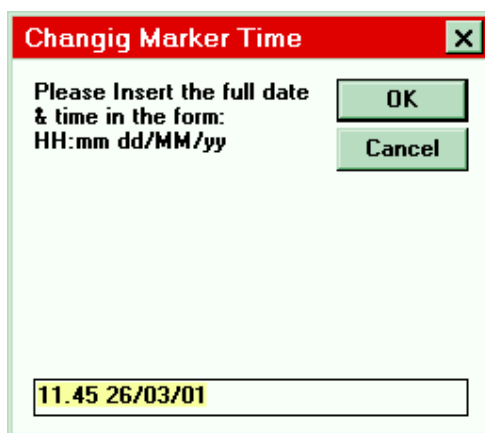 Changig Marker Time
Please Insert the full date
& time in the form:
HH:mm dd/MM/yy
OK
Cancel
11.45 26/03/01